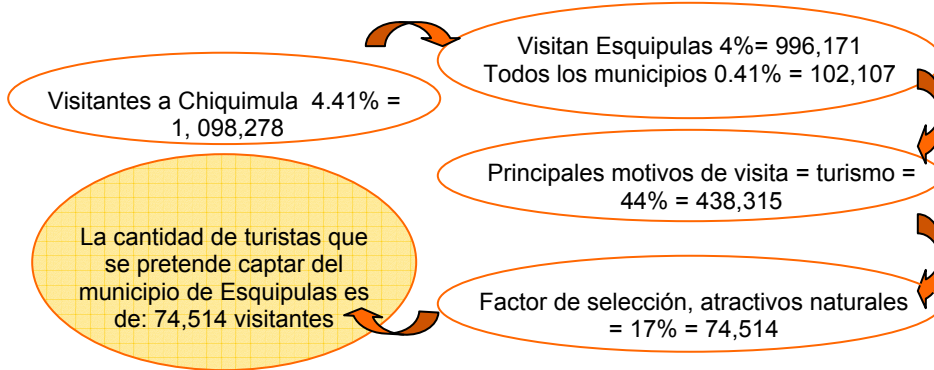 Visitantes a Chiquimula 4.41% =
1, 098,278
Visitan Esquipulas 4%= 996,171
Todos los municipios 0.41% = 102,107
Principales motivos de visita = turismo =
44% = 438,315
Factor de selección, atractivos naturales
= 17% = 74,514
La cantidad de turistas que
se pretende captar del
municipio de Esquipulas es
de: 74,514 visitantes